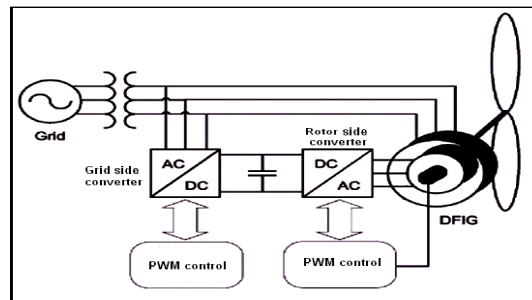 Grid
Grid side
converter
AC
DC
Rotor side
converter
DC
AC
DFIG
PWM control
PWM control